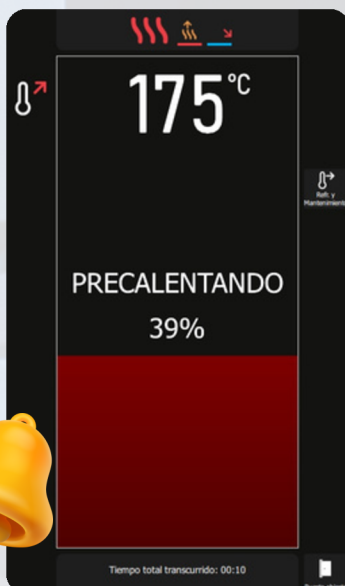 175°C
Refr. y
Mantenimiento
PRECALENTANDO
39%
Tiempo total transcurrido: 00:10